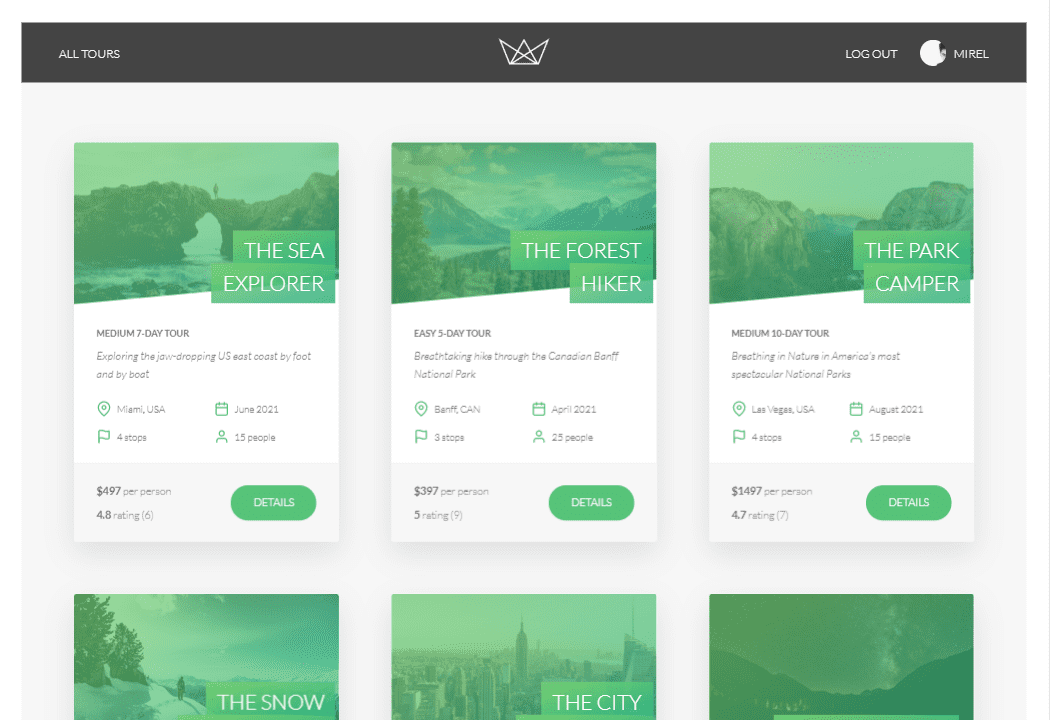 ALL TOURS
LOG OUT
MIREL
THE SEA
EXPLORER
MEDIUM 7-DAY TOUR
Exploring the jaw-dropping US east coast by foot
and by boat
Miami, USA
June 2021
4 stops
15 people
$497 per person
4.8 rating (6)
DETAILS
THE FOREST
HIKER
EASY 5-DAY TOUR
Breathtaking hike through the Canadian Banff
National Park
Banff, CAN
April 2021
3 stops
25 people
$397 per person
5 rating (9)
DETAILS
THE PARK
CAMPER
MEDIUM 10-DAY TOUR
Breathing in Nature in America's most
spectacular National Parks
Las Vegas, USA
August 2021
4 stops
15 people
$1497 per person
4.7 rating (7)
DETAILS
THE SNOW
THE CITY